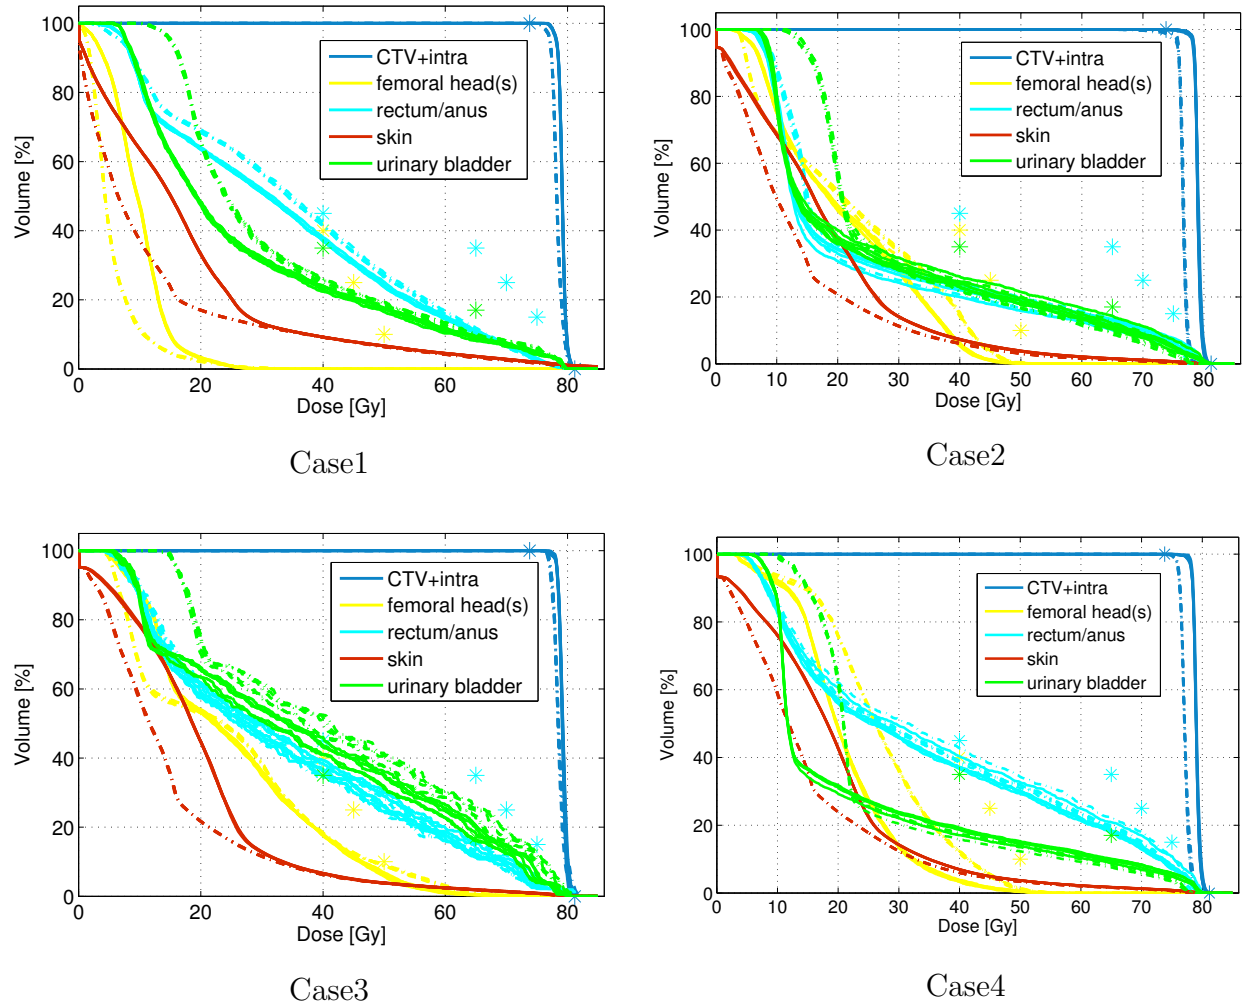 100
80
60
40
20
0
Volume [%]
0 20 40 60 80
Dose [Gy]
CTV+intra
femoral head(s)
rectum/anus
skin
urinary bladder
Case1
100
80
60
40
20
0
Volume [%]
0 10 20 30 40 50 60 70 80
Dose [Gy]
CTV+intra
femoral head(s)
rectum/anus
skin
urinary bladder
Case2
100
80
60
40
20
0
Volume [%]
0 20 40 60 80
Dose [Gy]
CTV+intra
femoral head(s)
rectum/anus
skin
urinary bladder
Case3
100
80
60
40
20
0
Volume [%]
0 10 20 30 40 50 60 70 80
Dose [Gy]
CTV+intra
femoral head(s)
rectum/anus
skin
urinary bladder
Case4